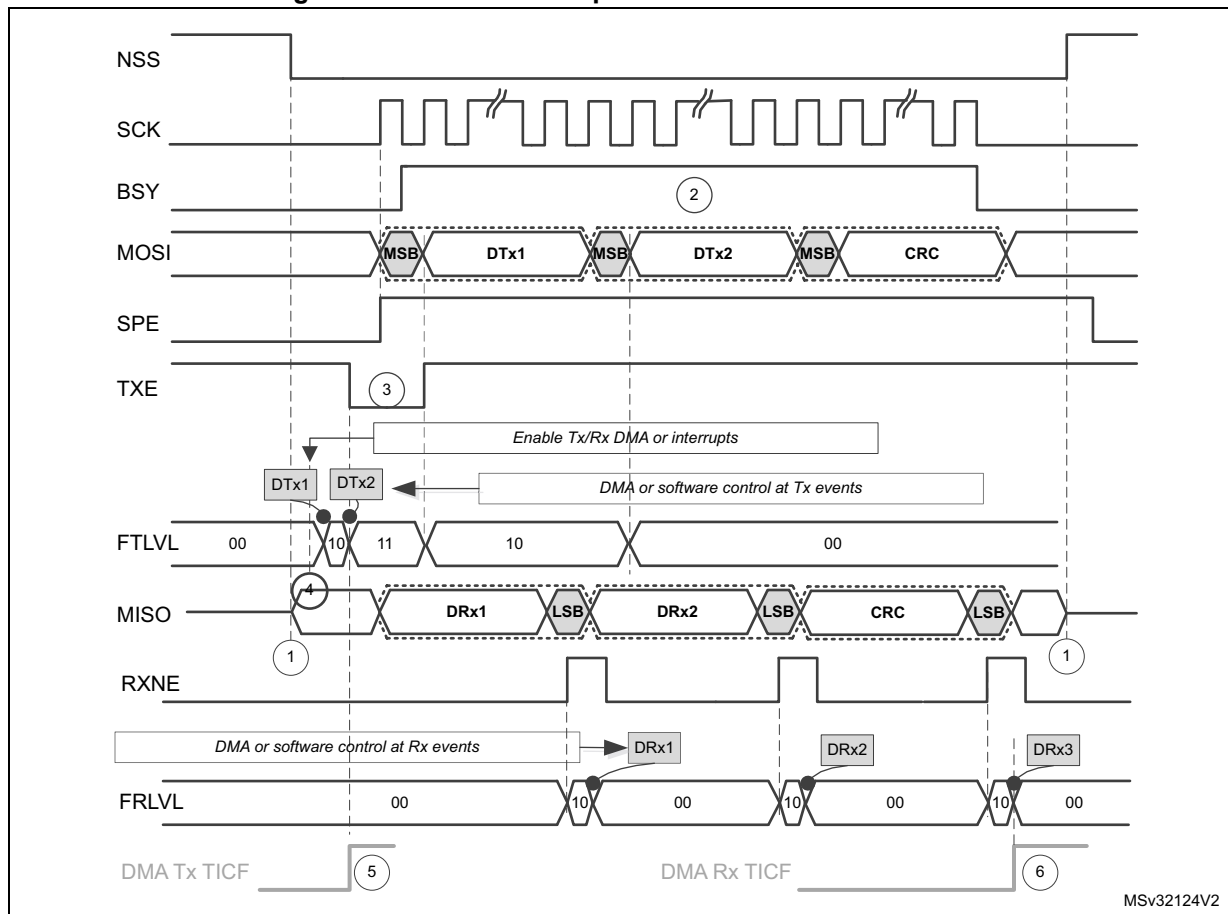 NSS
SCK
BSY
2
MOSI
MSB DTx1 MSB DTx2 MSB CRC
SPE
TXE
3
Enable Tx/Rx DMA or interrupts
DTx1 DTx2
DMA or software control at Tx events
FTLVL 00 10 11 10 00
4
MISO DRx1 LSB DRx2 LSB CRC LSB
1 1
RXNE
DMA or software control at Rx events DRx1 DRx2 DRx3
FRLVL 00 10 00 10 00 10 00
DMA Tx TICF 5 DMA Rx TICF 6
MSv32124V2